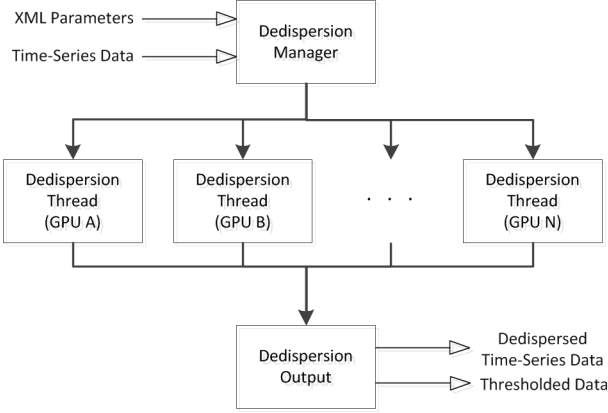 XML Parameters
Time-Series Data
Dedispersion
Manager
Dedispersion
Thread
(GPU A)
Dedispersion
Thread
(GPU B)
. . .
Dedispersion
Thread
(GPU N)
Dedispersion
Output
Dedispersed
Time-Series Data
Thresholded Data